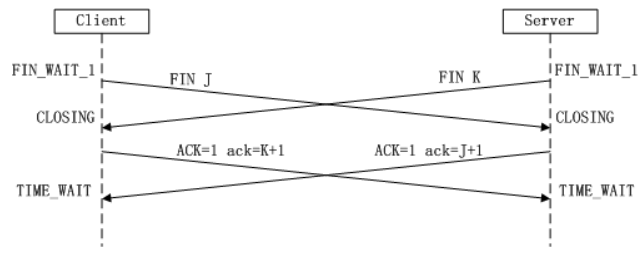 Client Server
FIN_WAIT_1 FIN J FIN K FIN_WAIT_1
CLOSING CLOSING
ACK=1 ack=K+1 ACK=1 ack=J+1
TIME_WAIT TIME_WAIT